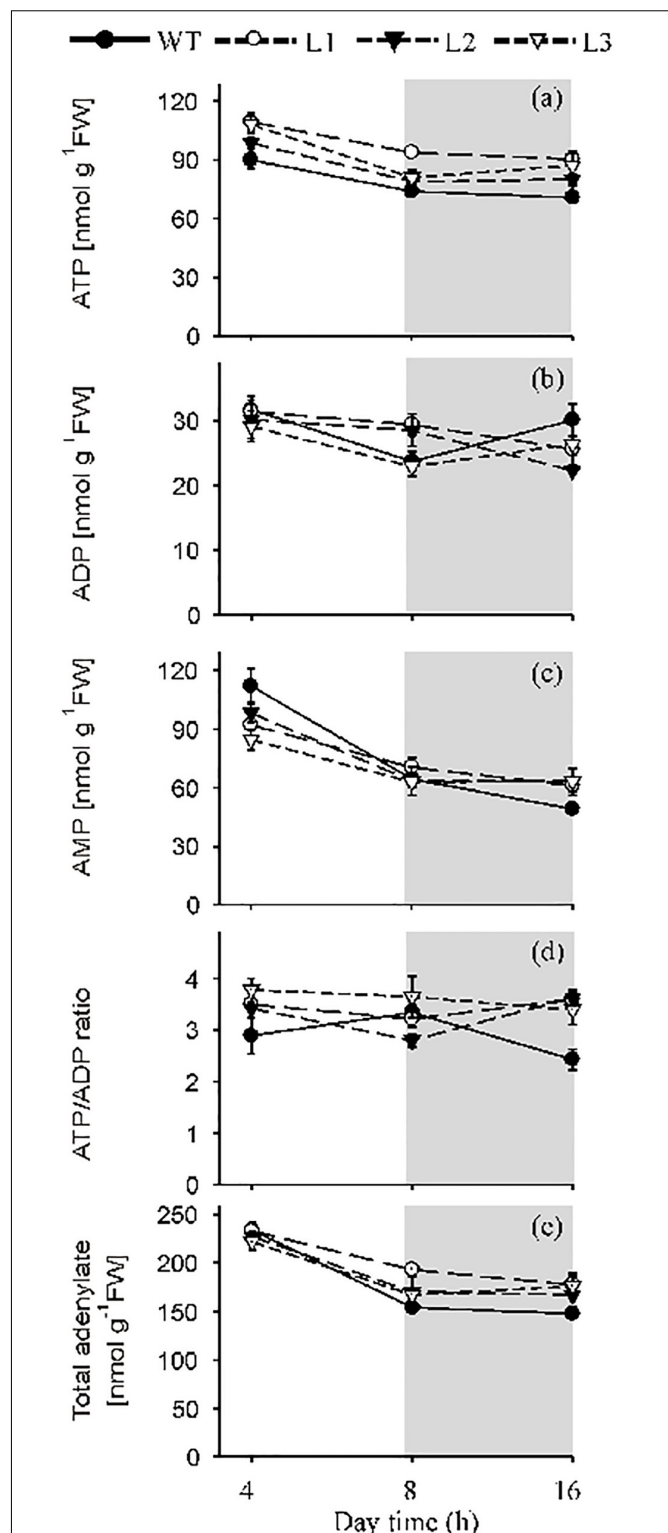 WT L1 L2 L3
(a)
ATP [nmol g⁻¹FW]
120
90
60
30
0
(b)
ADP [nmol g⁻¹FW]
30
20
10
0
(c)
AMP [nmol g⁻¹FW]
120
90
60
30
0
(d)
ATP/ADP ratio
4
3
2
1
0
(e)
Total adenylate
[nmol g⁻¹FW]
250
200
150
100
50
0
4 8 16
Day time (h)